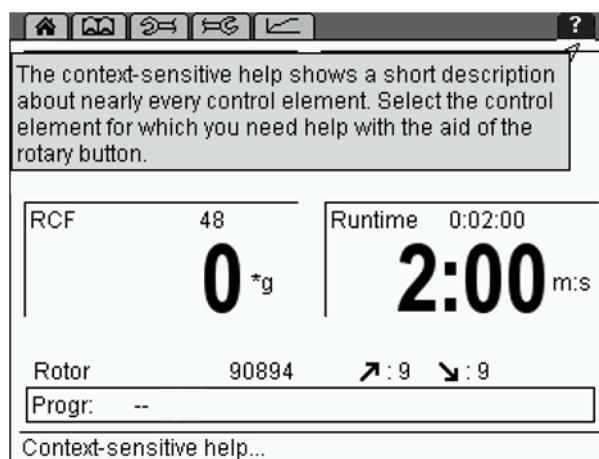 ?
The context-sensitive help shows a short description
about nearly every control element. Select the control
element for which you need help with the aid of the
rotary button.
RCF 48
0 *g
Runtime 0:02:00
2:00 m:s
Rotor 90894 ↗ : 9 ↘ : 9
Progr: --
Context-sensitive help...